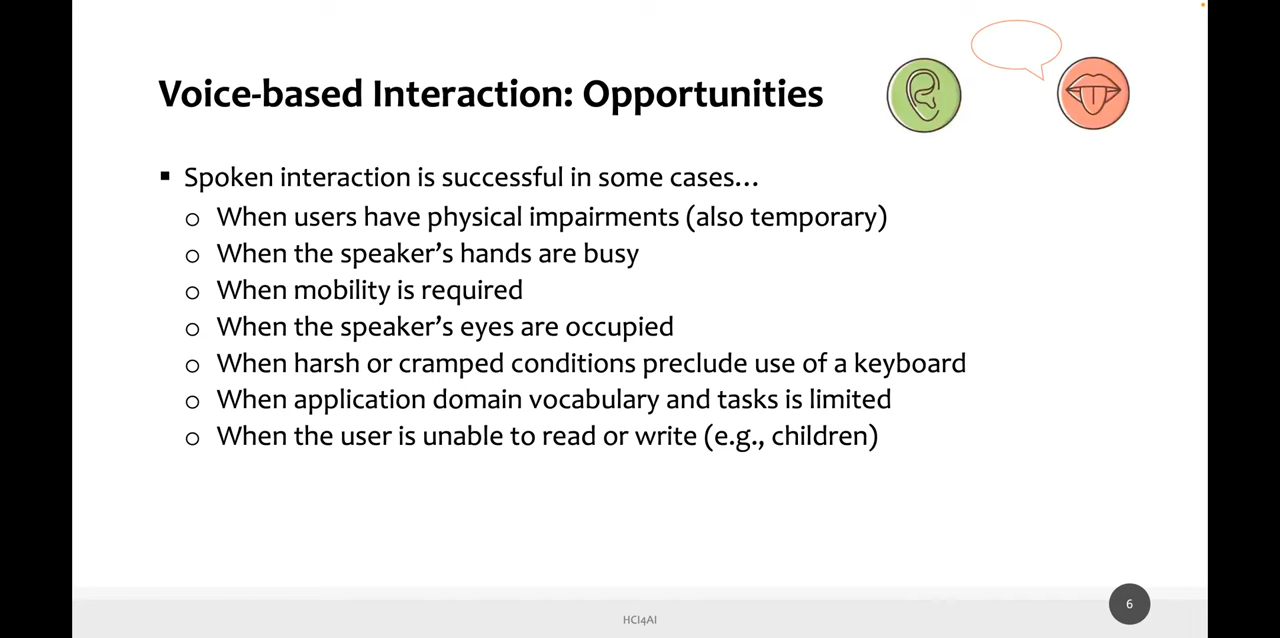 Voice-based Interaction: Opportunities
▪ Spoken interaction is successful in some cases…
o When users have physical impairments (also temporary)
o When the speaker’s hands are busy
o When mobility is required
o When the speaker’s eyes are occupied
o When harsh or cramped conditions preclude use of a keyboard
o When application domain vocabulary and tasks is limited
o When the user is unable to read or write (e.g., children)
HCI4AI
6